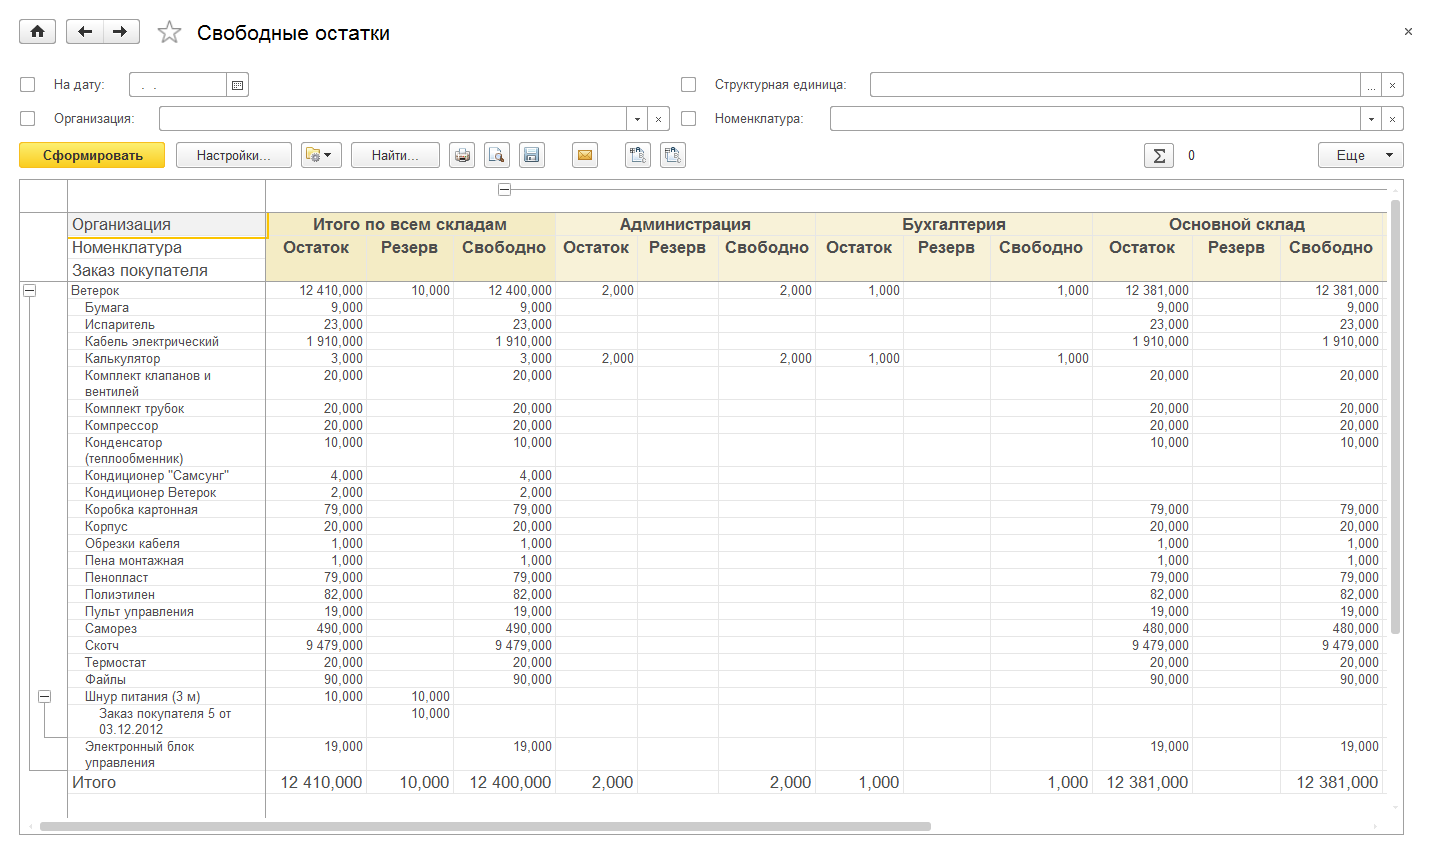 Свободные остатки
На дату: . . Структурная единица: ...
Организация: Номенклатура:
Сформировать Настройки... Найти... Σ 0 Еще
Организация Итого по всем складам Администрация Бухгалтерия Основной склад
Номенклатура Остаток Резерв Свободно Остаток Резерв Свободно Остаток Резерв Свободно Остаток Резерв Свободно
Заказ покупателя
Ветерок 12 410,000 10,000 12 400,000 2,000 2,000 1,000 1,000 12 381,000 12 381,000
Бумага 9,000 9,000 9,000 9,000
Испаритель 23,000 23,000 23,000 23,000
Кабель электрический 1 910,000 1 910,000 1 910,000 1 910,000
Калькулятор 3,000 3,000 2,000 2,000 1,000 1,000
Комплект клапанов и 20,000 20,000 20,000 20,000
вентилей
Комплект трубок 20,000 20,000 20,000 20,000
Компрессор 20,000 20,000 20,000 20,000
Конденсатор 10,000 10,000 10,000 10,000
(теплообменник)
Кондиционер "Самсунг" 4,000 4,000
Кондиционер Ветерок 2,000 2,000
Коробка картонная 79,000 79,000 79,000 79,000
Корпус 20,000 20,000 20,000 20,000
Обрезки кабеля 1,000 1,000 1,000 1,000
Пена монтажная 1,000 1,000 1,000 1,000
Пенопласт 79,000 79,000 79,000 79,000
Полиэтилен 82,000 82,000 82,000 82,000
Пульт управления 19,000 19,000 19,000 19,000
Саморез 490,000 490,000 480,000 480,000
Скотч 9 479,000 9 479,000 9 479,000 9 479,000
Термостат 20,000 20,000 20,000 20,000
Файлы 90,000 90,000 90,000 90,000
Шнур питания (3 м) 10,000 10,000
Заказ покупателя 5 от 10,000
03.12.2012
Электронный блок 19,000 19,000 19,000 19,000
управления
Итого 12 410,000 10,000 12 400,000 2,000 2,000 1,000 1,000 12 381,000 12 381,000